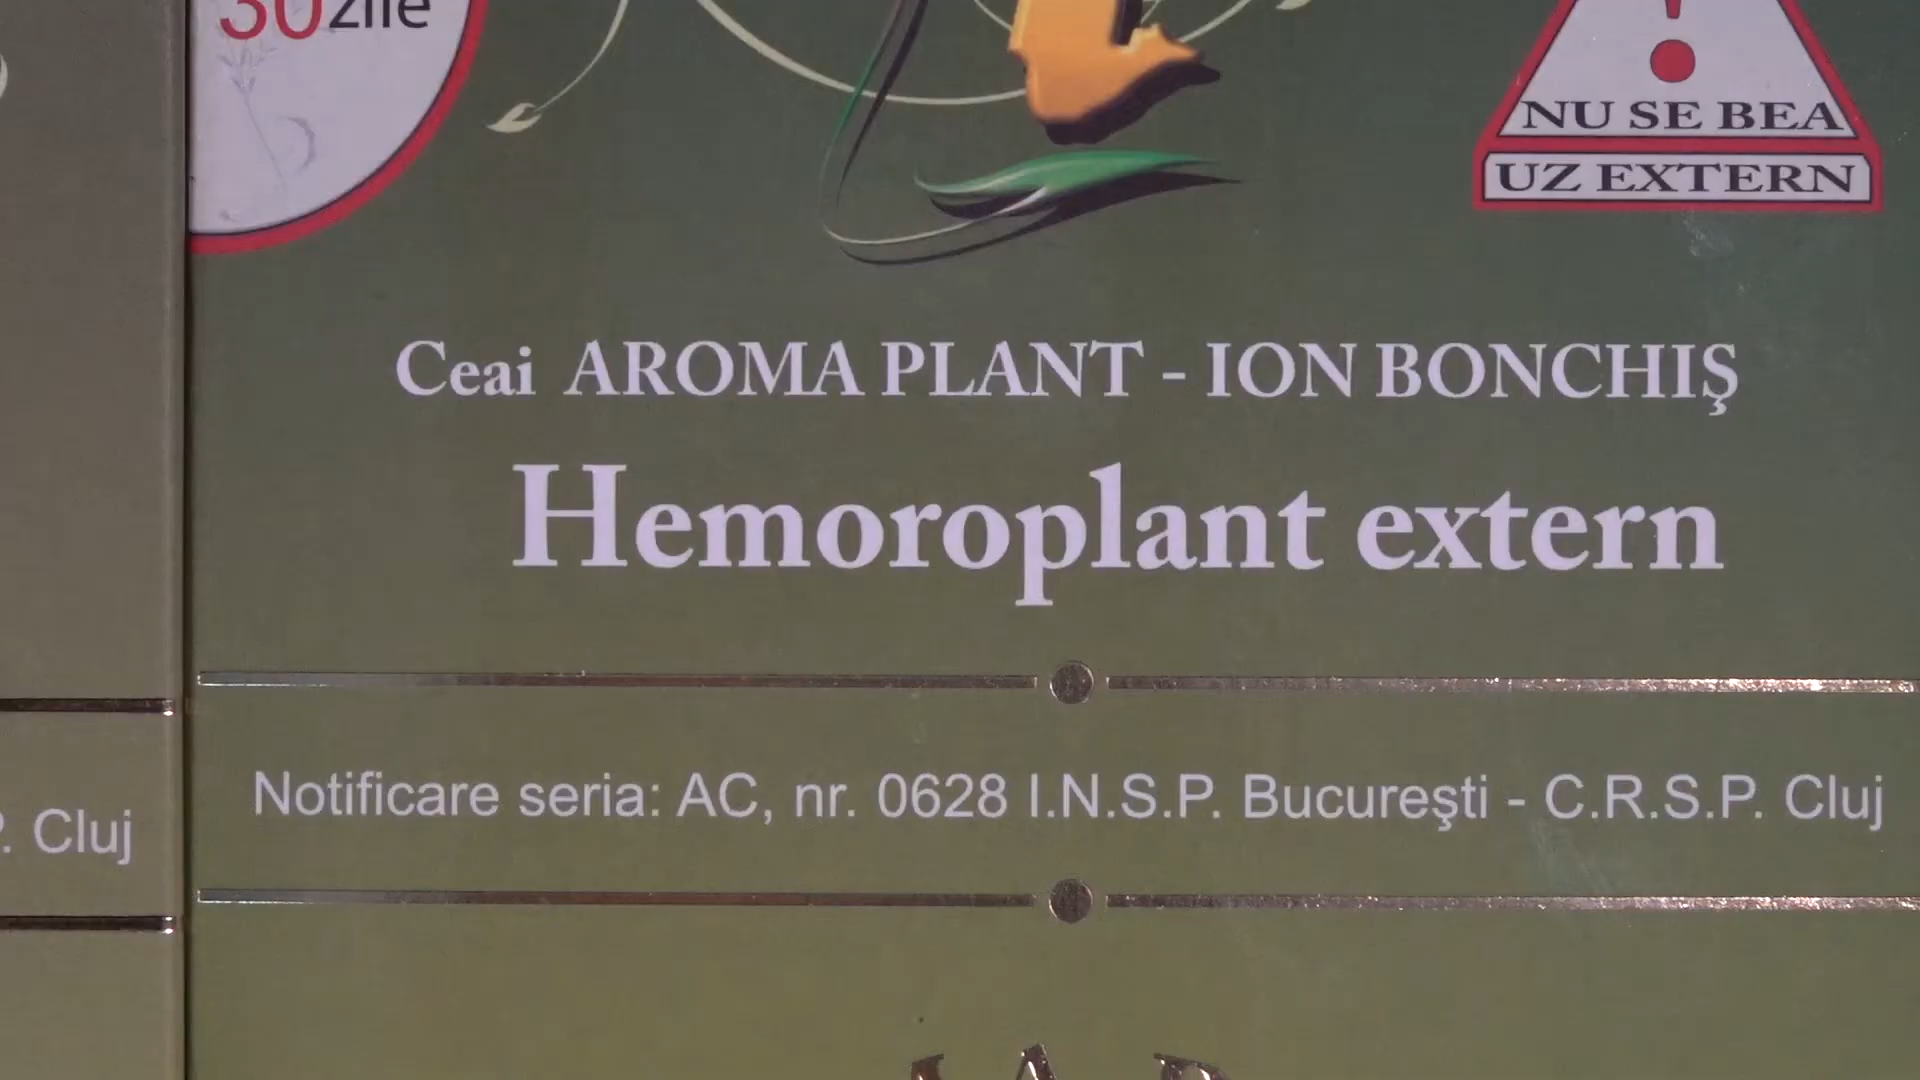 30 zile
NU SE BEA
UZ EXTERN
Ceai AROMA PLANT - ION BONCHIŞ
Hemoroplant extern
Notificare seria: AC, nr. 0628 I.N.S.P. Bucureşti - C.R.S.P. Cluj
. Cluj